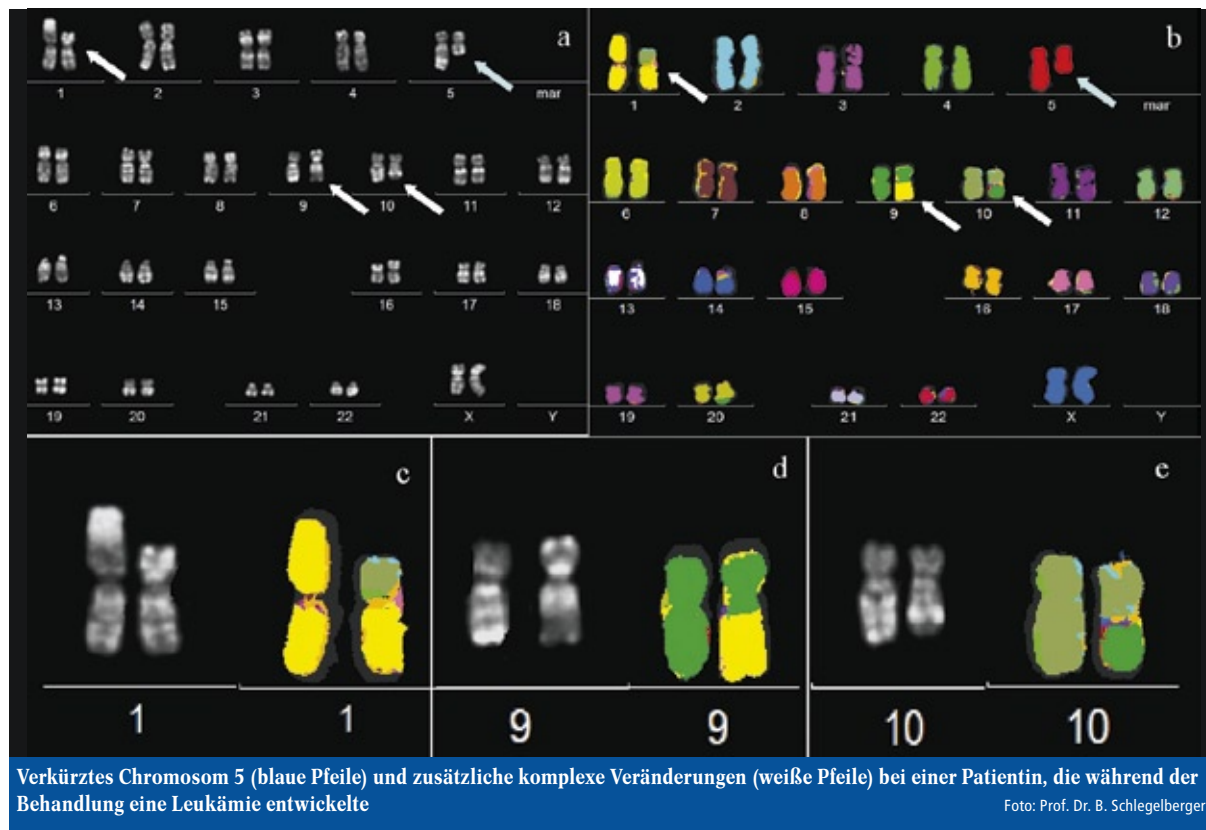 a
1 2 3 4 5 mar
6 7 8 9 10 11 12
13 14 15 16 17 18
19 20 21 22 X Y
b
1 2 3 4 5 mar
6 7 8 9 10 11 12
13 14 15 16 17 18
19 20 21 22 X Y
c
1 1
d
9 9
e
10 10
Verkürztes Chromosom 5 (blaue Pfeile) und zusätzliche komplexe Veränderungen (weiße Pfeile) bei einer Patientin, die während der
Behandlung eine Leukämie entwickelte
Foto: Prof. Dr. B. Schlegelberger